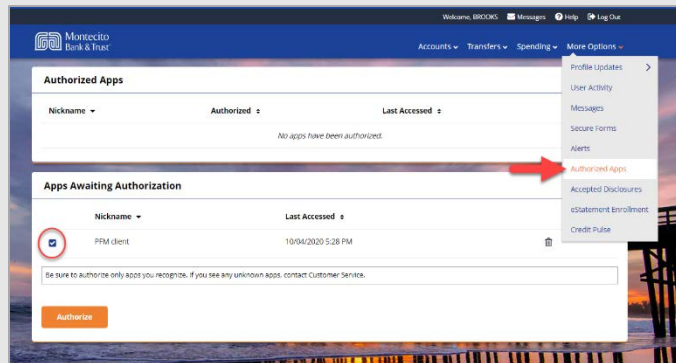 Welcome, BROOKS Messages Help Log Out
Montecito
Bank & Trust
Accounts Transfers Spending More Options
Profile Updates
User Activity
Messages
Secure Forms
Alerts
Authorized Apps
Accepted Disclosures
eStatement Enrollment
Credit Pulse
Authorized Apps
Nickname Authorized Last Accessed
No apps have been authorized.
Apps Awaiting Authorization
Nickname Last Accessed
PFM client 10/04/2020 5:28 PM
Be sure to authorize only apps you recognize. If you see any unknown apps, contact Customer Service.
Authorize